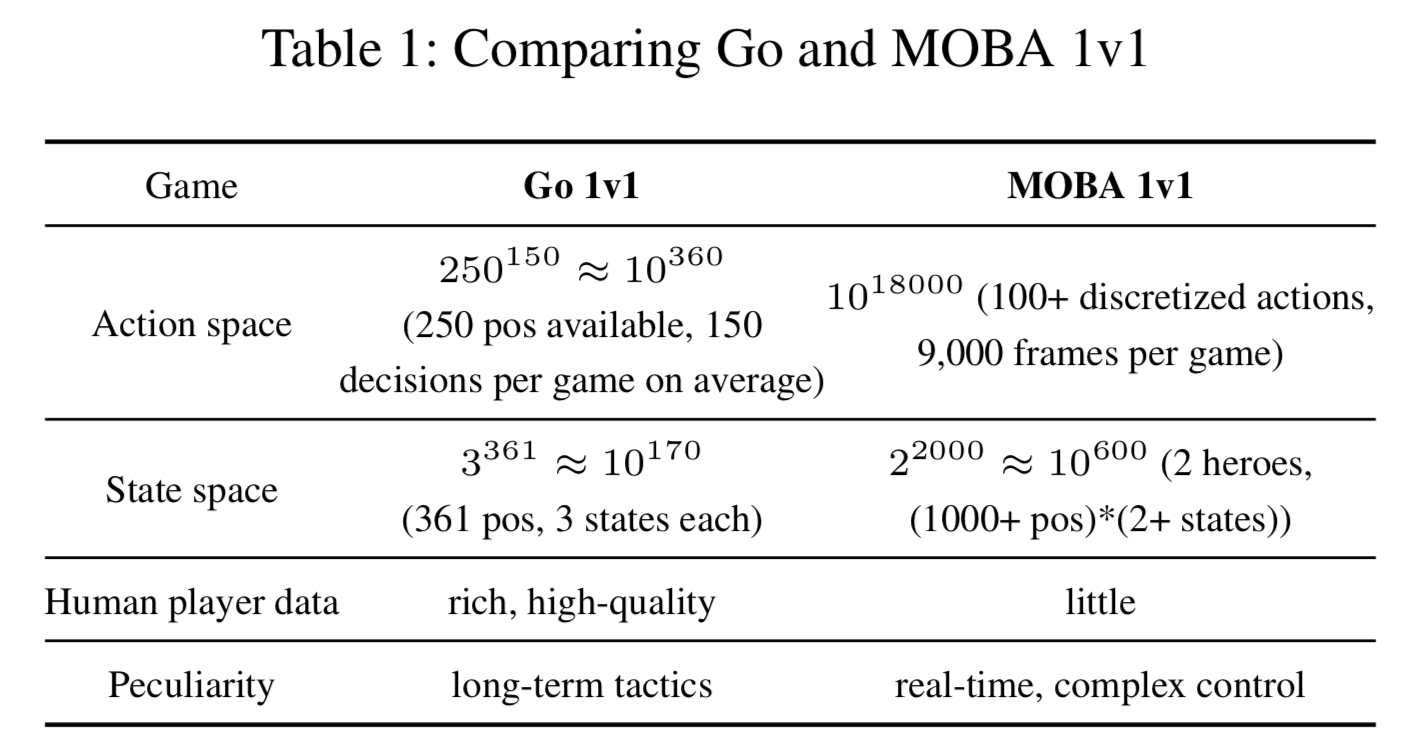 Table 1: Comparing Go and MOBA 1v1
Game Go 1v1 MOBA 1v1
Action space
250^150 ≈ 10^360
(250 pos available, 150
decisions per game on average)
10^18000 (100+ discretized actions,
9,000 frames per game)
State space
3^361 ≈ 10^170
(361 pos, 3 states each)
2^2000 ≈ 10^600 (2 heroes,
(1000+ pos)*(2+ states))
Human player data rich, high-quality little
Peculiarity long-term tactics real-time, complex control